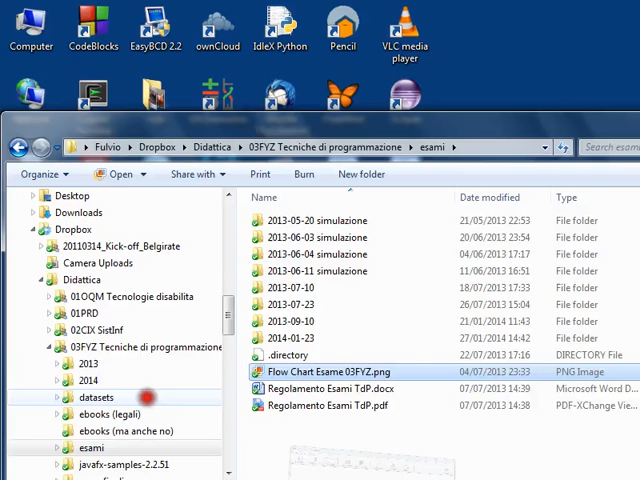 Computer
CodeBlocks
EasyBCD 2.2
ownCloud
IdleX Python
Pencil
VLC media player
Fulvio
Dropbox
Didattica
03FYZ Tecniche di programmazione
esami
Search esam
Organize
Open
Share with
Print
Burn
New folder
Desktop
Downloads
Dropbox
20110314_Kick-off_Belgirate
Camera Uploads
Didattica
01OQM Tecnologie disabilita
01PRD
02CIX SistInf
03FYZ Tecniche di programmazione
2013
2014
datasets
ebooks (legali)
ebooks (ma anche no)
esami
javafx-samples-2.2.51
Name Date modified Type
2013-05-20 simulazione 21/05/2013 22:53 File folder
2013-06-03 simulazione 20/06/2013 23:54 File folder
2013-06-04 simulazione 04/06/2013 17:17 File folder
2013-06-11 simulazione 11/06/2013 16:51 File folder
2013-07-10 18/07/2013 17:33 File folder
2013-07-23 26/07/2013 15:04 File folder
2013-09-10 21/01/2014 11:43 File folder
2014-01-23 27/01/2014 11:42 File folder
.directory 22/07/2013 17:16 DIRECTORY File
Flow Chart Esame 03FYZ.png 04/07/2013 23:33 PNG Image
Regolamento Esami TdP.docx 07/07/2013 14:39 Microsoft Word D
Regolamento Esami TdP.pdf 07/07/2013 14:38 PDF-XChange View